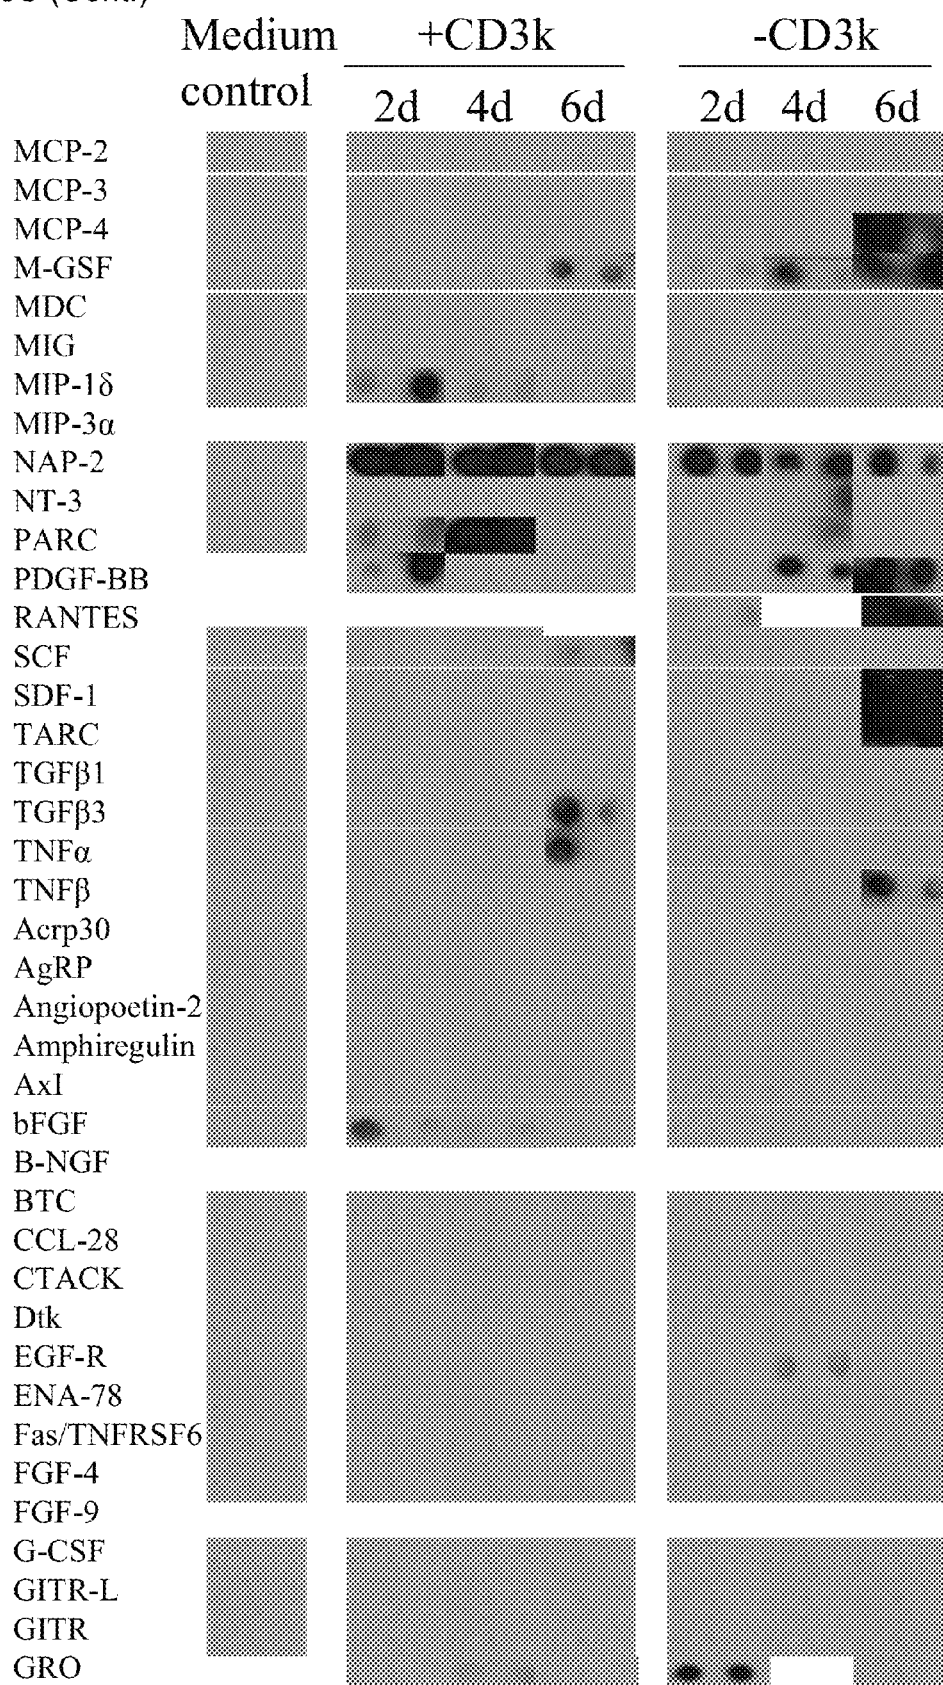 Medium +CD3k -CD3k
control 2d 4d 6d 2d 4d 6d
MCP-2
MCP-3
MCP-4
M-GSF
MDC
MIG
MIP-1δ
MIP-3α
NAP-2
NT-3
PARC
PDGF-BB
RANTES
SCF
SDF-1
TARC
TGFβ1
TGFβ3
TNFα
TNFβ
Acrp30
AgRP
Angiopoetin-2
Amphiregulin
AxI
bFGF
B-NGF
BTC
CCL-28
CTACK
Dtk
EGF-R
ENA-78
Fas/TNFRSF6
FGF-4
FGF-9
G-CSF
GITR-L
GITR
GRO